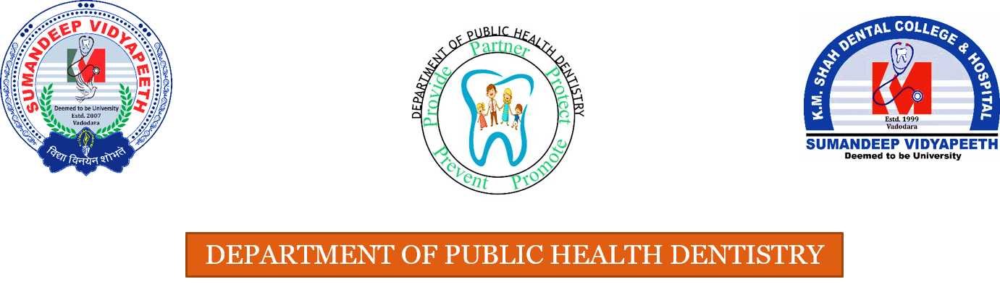 SUMANDEEP VIDYAPEETH
Deemed to be University
Estd. 2007
Vadodara
विद्या विनयेन शोभते
DEPARTMENT OF PUBLIC HEALTH DENTISTRY
Partner
Provide
Protect
Prevent
Promote
K.M. SHAH DENTAL COLLEGE & HOSPITAL
Estd. 1999
Vadodara
SUMANDEEP VIDYAPEETH
Deemed to be University
DEPARTMENT OF PUBLIC HEALTH DENTISTRY